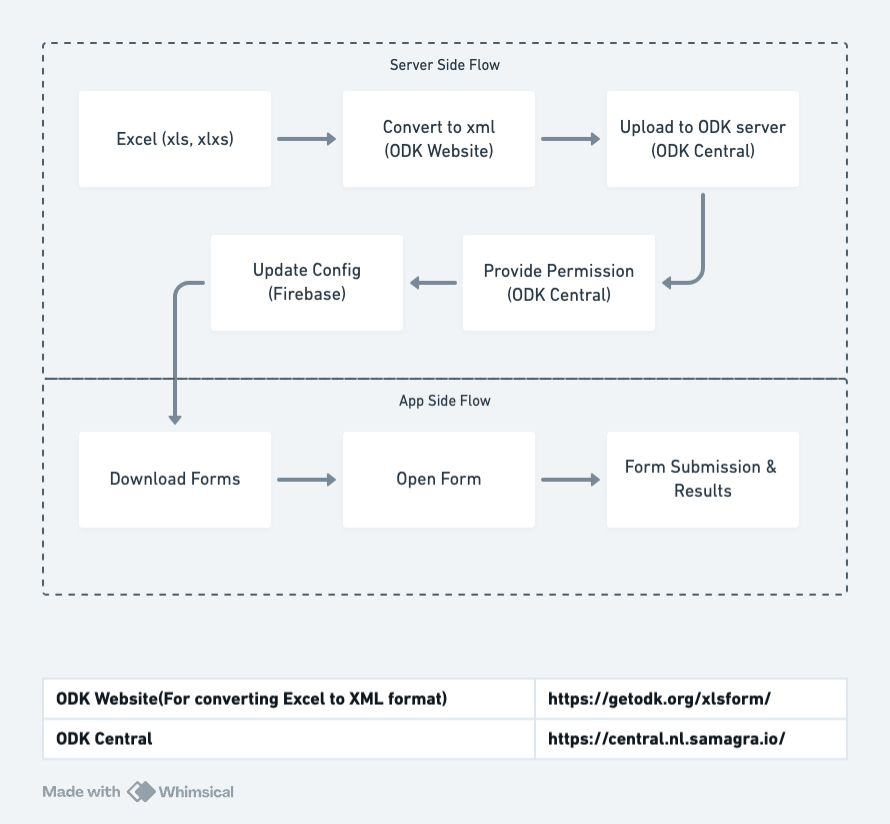 Server Side Flow
Excel (xls, xlxs)
Convert to xml
(ODK Website)
Upload to ODK server
(ODK Central)
Provide Permission
(ODK Central)
Update Config
(Firebase)
App Side Flow
Download Forms
Open Form
Form Submission &
Results
ODK Website(For converting Excel to XML format)
https://getodk.org/xlsform/
ODK Central
https://central.nl.samagra.io/
Made with Whimsical